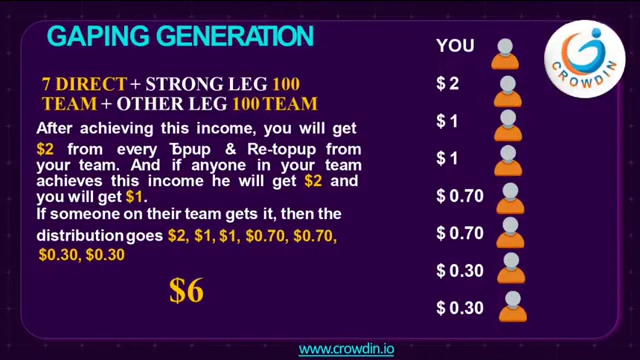 GAPING GENERATION
7 DIRECT + STRONG LEG 100
TEAM + OTHER LEG 100 TEAM
After achieving this income, you will get
$2 from every Topup & Re-topup from
your team. And if anyone in your team
achieves this income he will get $2 and
you will get $1.
If someone on their team gets it, then the
distribution goes $2, $1, $1, $0.70, $0.70,
$0.30, $0.30
$6
YOU
$ 2
$ 1
$ 1
$ 0.70
$ 0.70
$ 0.30
$ 0.30
CROWDIN
www.crowdin.io